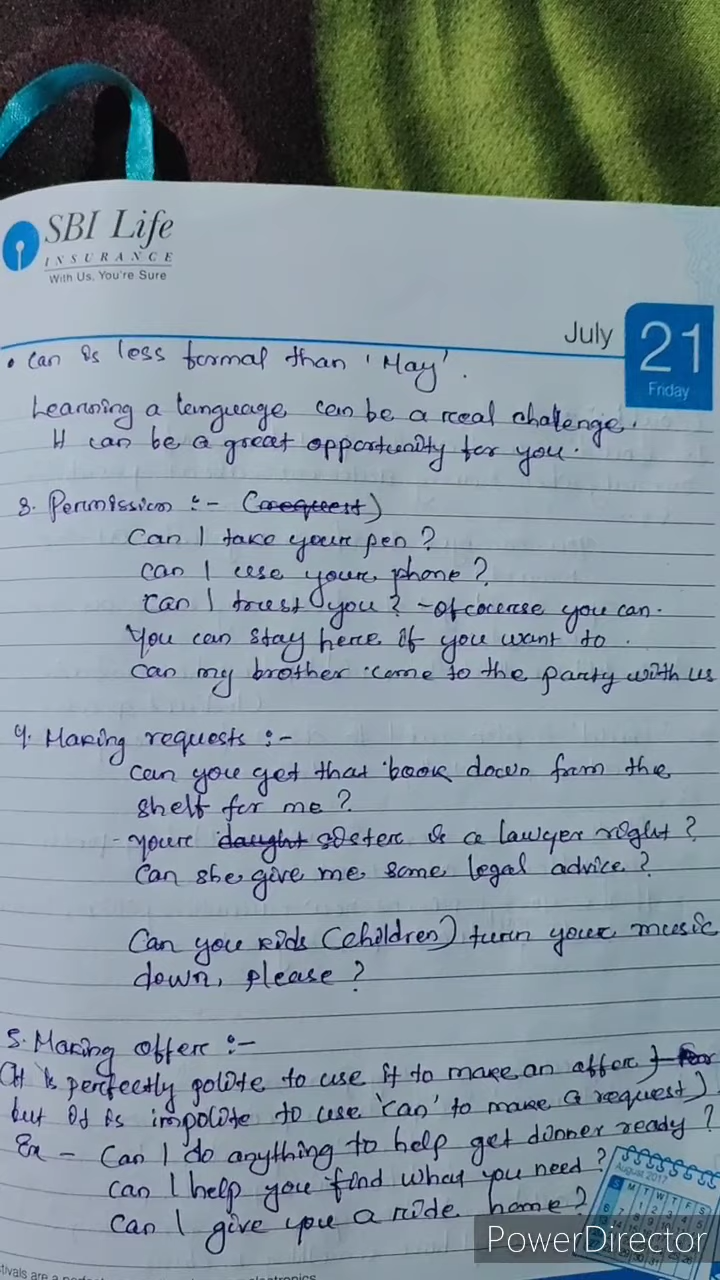 SBI Life
INSURANCE
With Us, You're Sure
July
21
Friday
• Can is less formal than 'May'.
Learning a language can be a real challenge.
It can be a great opportunity for you.
3. Permission :- (request)
Can I take your pen ?
Can I use your phone ?
Can I trust you ? - ofcourse you can.
You can stay here if you want to.
Can my brother come to the party with us
4. Making requests :-
Can you get that book down from the
shelf for me ?
- your daught sister is a lawyer right ?
Can she give me some legal advice ?
Can you kids (children) turn your music
down, please ?
5. Making offer :-
(It is perfectly polite to use it to make an offer) for
but it is impolite to use 'can' to make a request)
Ex - Can I do anything to help get dinner ready ?
Can I help you find what you need ?
Can I give you a ride home ?
August 2017
S M T W T F S
PowerDirector